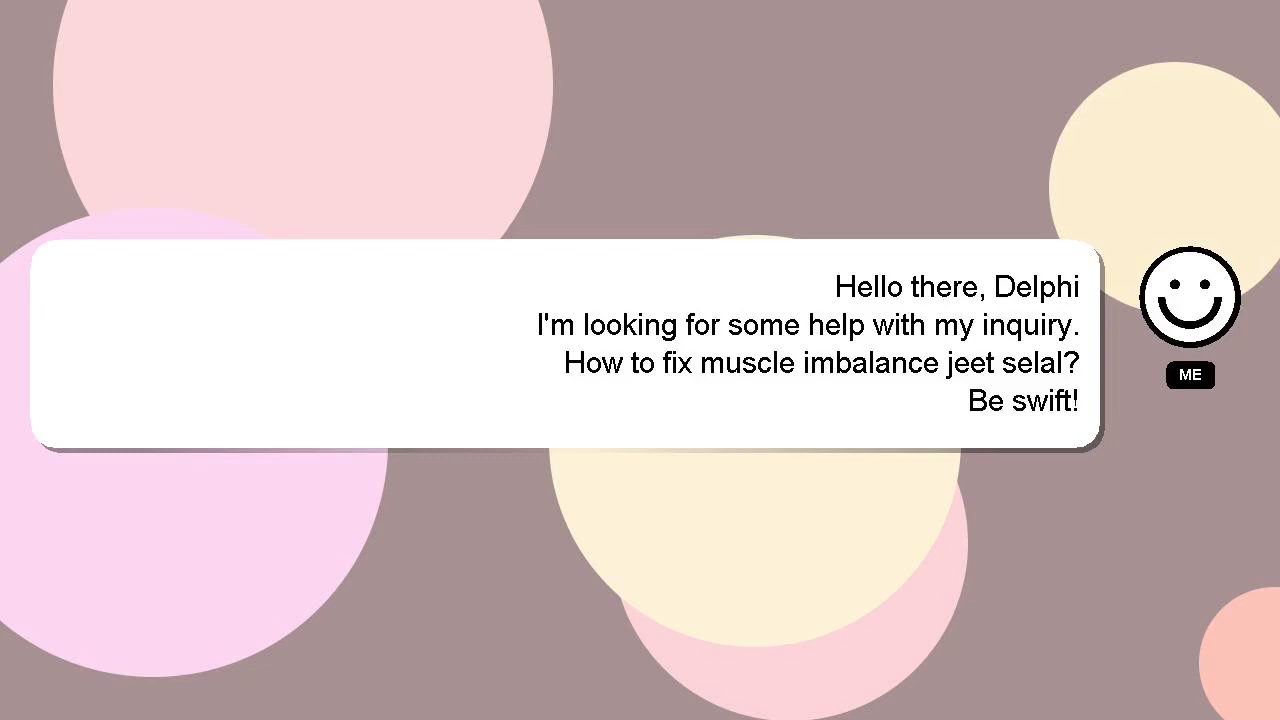 Hello there, Delphi
I'm looking for some help with my inquiry.
How to fix muscle imbalance jeet selal?
Be swift!
ME